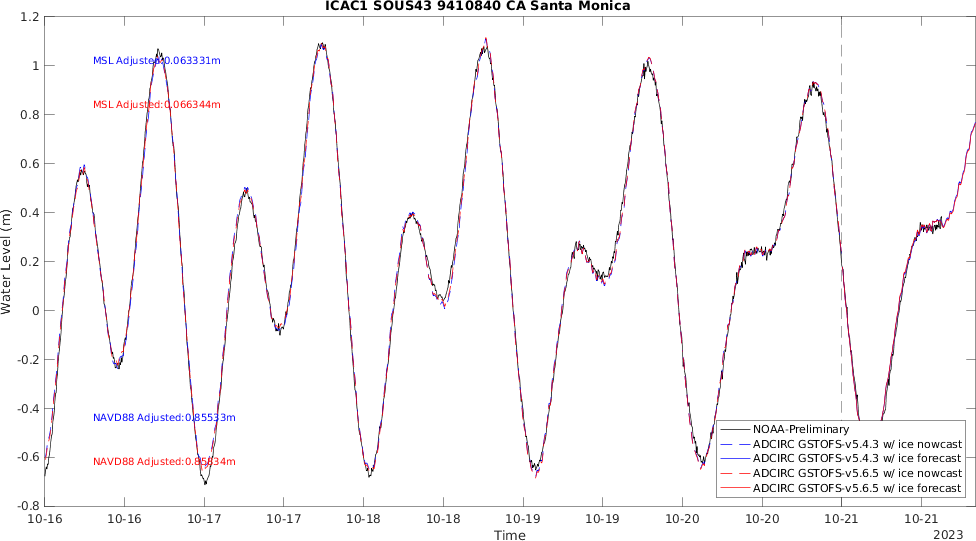 ICAC1 SOUS43 9410840 CA Santa Monica
1.2
1
0.8
0.6
0.4
0.2
0
-0.2
-0.4
-0.6
-0.8
Water Level (m)
MSL Adjusted:0.063331m
MSL Adjusted:0.066344m
NAVD88 Adjusted:0.85533m
NAVD88 Adjusted:0.85834m
NOAA-Preliminary
ADCIRC GSTOFS-v5.4.3 w/ ice nowcast
ADCIRC GSTOFS-v5.4.3 w/ ice forecast
ADCIRC GSTOFS-v5.6.5 w/ ice nowcast
ADCIRC GSTOFS-v5.6.5 w/ ice forecast
10-16 10-16 10-17 10-17 10-18 10-18 10-19 10-19 10-20 10-20 10-21 10-21
Time
2023